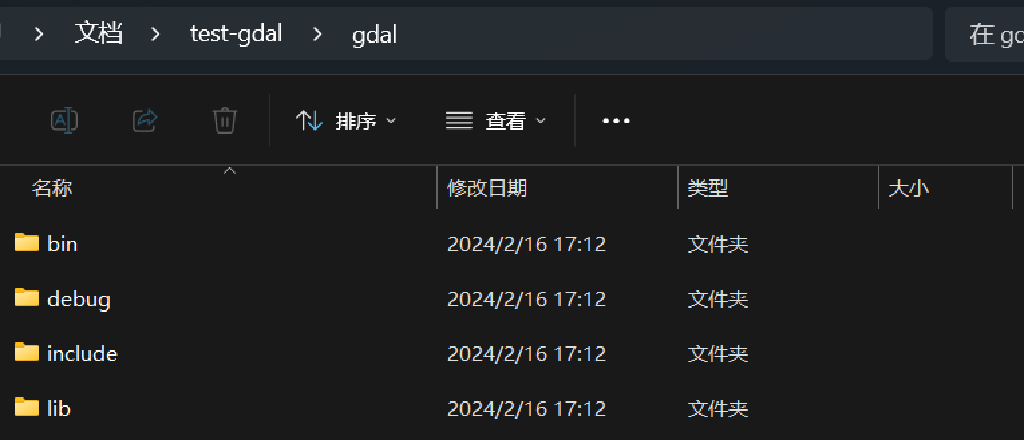 文档 test-gdal gdal 在 gd
排序 查看
名称 修改日期 类型 大小
bin 2024/2/16 17:12 文件夹
debug 2024/2/16 17:12 文件夹
include 2024/2/16 17:12 文件夹
lib 2024/2/16 17:12 文件夹